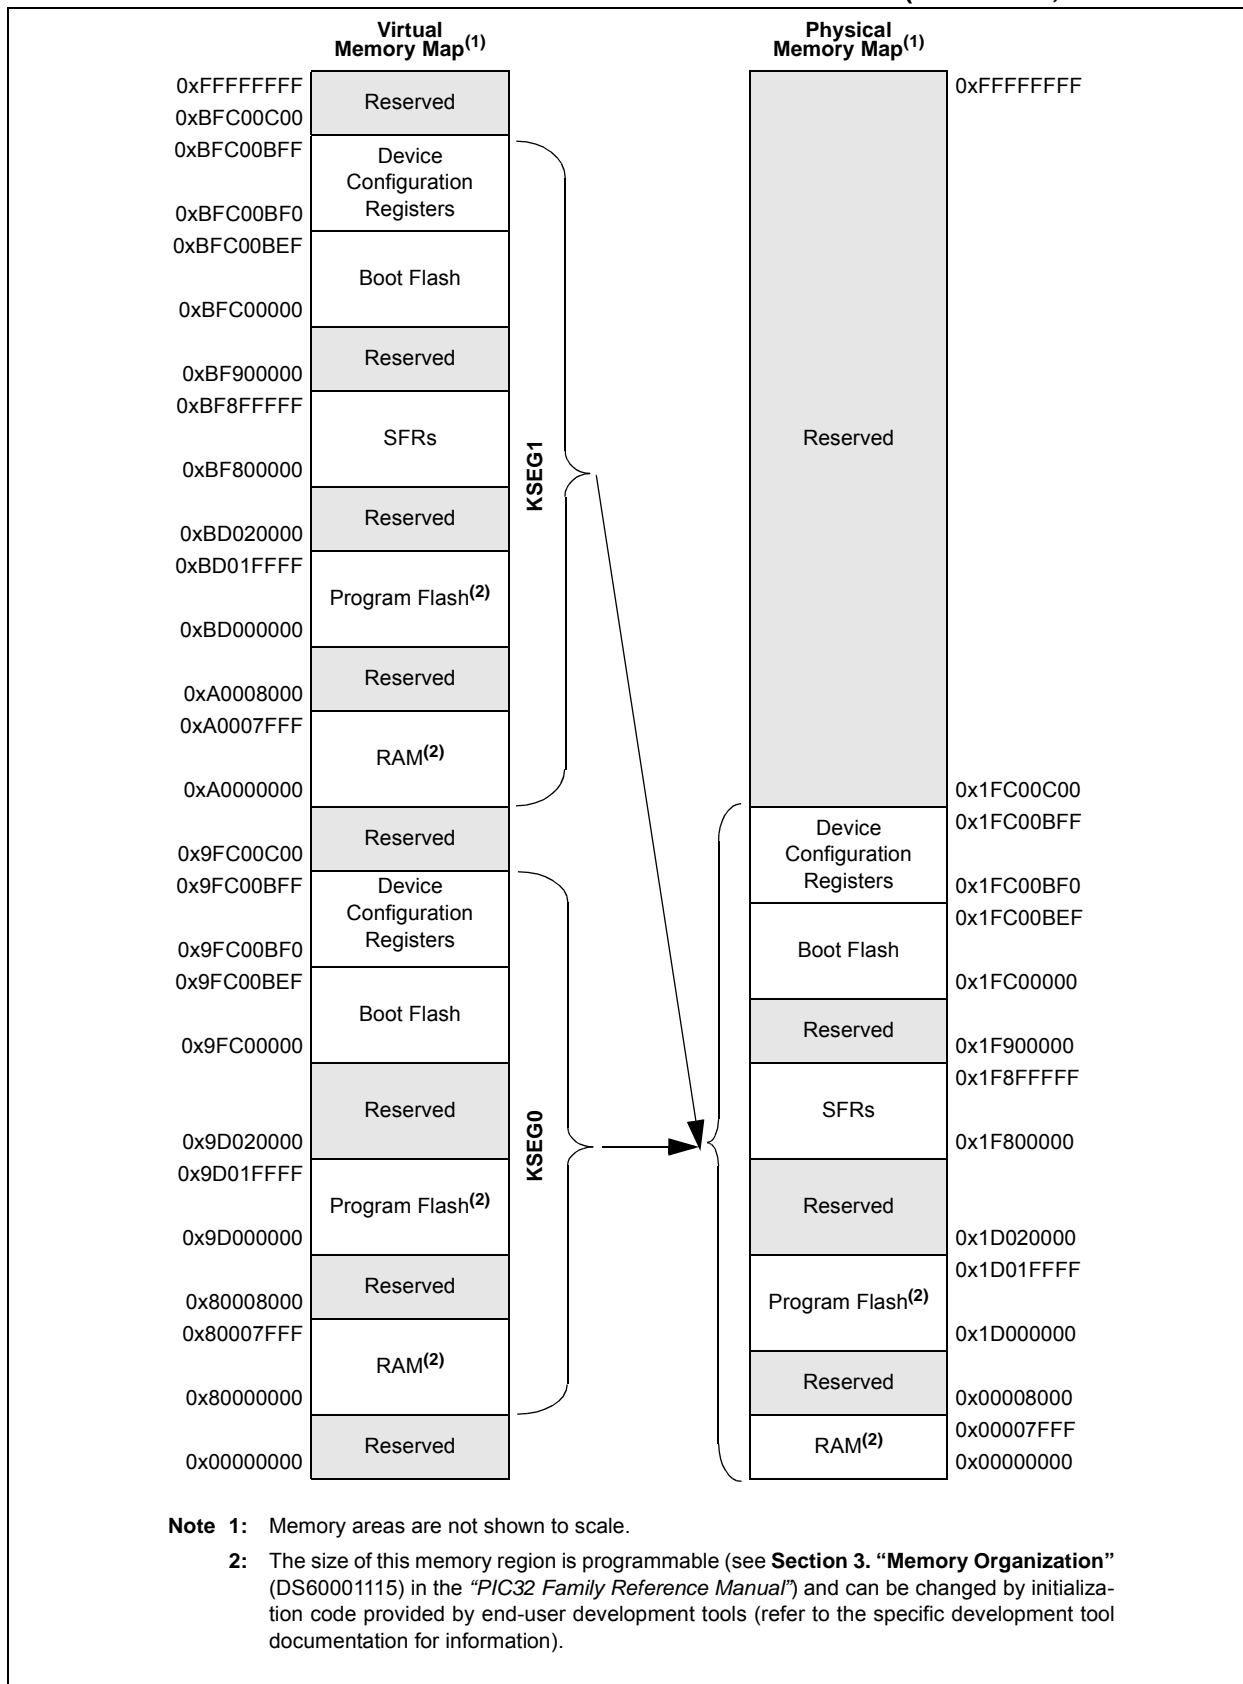 Virtual
Memory Map(1)
Physical
Memory Map(1)
0xFFFFFFFF
Reserved
0xBFC00C00
0xBFC00BFF
Device
Configuration
Registers
0xBFC00BF0
0xBFC00BEF
Boot Flash
0xBFC00000
Reserved
0xBF900000
0xBF8FFFFF
SFRs
0xBF800000
Reserved
0xBD020000
0xBD01FFFF
Program Flash(2)
0xBD000000
Reserved
0xA0008000
0xA0007FFF
RAM(2)
0xA0000000
KSEG1
Reserved
0x9FC00C00
0x9FC00BFF
Device
Configuration
Registers
0x9FC00BF0
0x9FC00BEF
Boot Flash
0x9FC00000
Reserved
0x9D020000
0x9D01FFFF
Program Flash(2)
0x9D000000
Reserved
0x80008000
0x80007FFF
RAM(2)
0x80000000
KSEG0
Reserved
0x00000000
0xFFFFFFFF
Reserved
0x1FC00C00
0x1FC00BFF
Device
Configuration
Registers
0x1FC00BF0
0x1FC00BEF
Boot Flash
0x1FC00000
Reserved
0x1F900000
0x1F8FFFFF
SFRs
0x1F800000
Reserved
0x1D020000
0x1D01FFFF
Program Flash(2)
0x1D000000
Reserved
0x00008000
0x00007FFF
RAM(2)
0x00000000
Note 1: Memory areas are not shown to scale.
2: The size of this memory region is programmable (see Section 3. “Memory Organization”
(DS60001115) in the “PIC32 Family Reference Manual”) and can be changed by initializa-
tion code provided by end-user development tools (refer to the specific development tool
documentation for information).